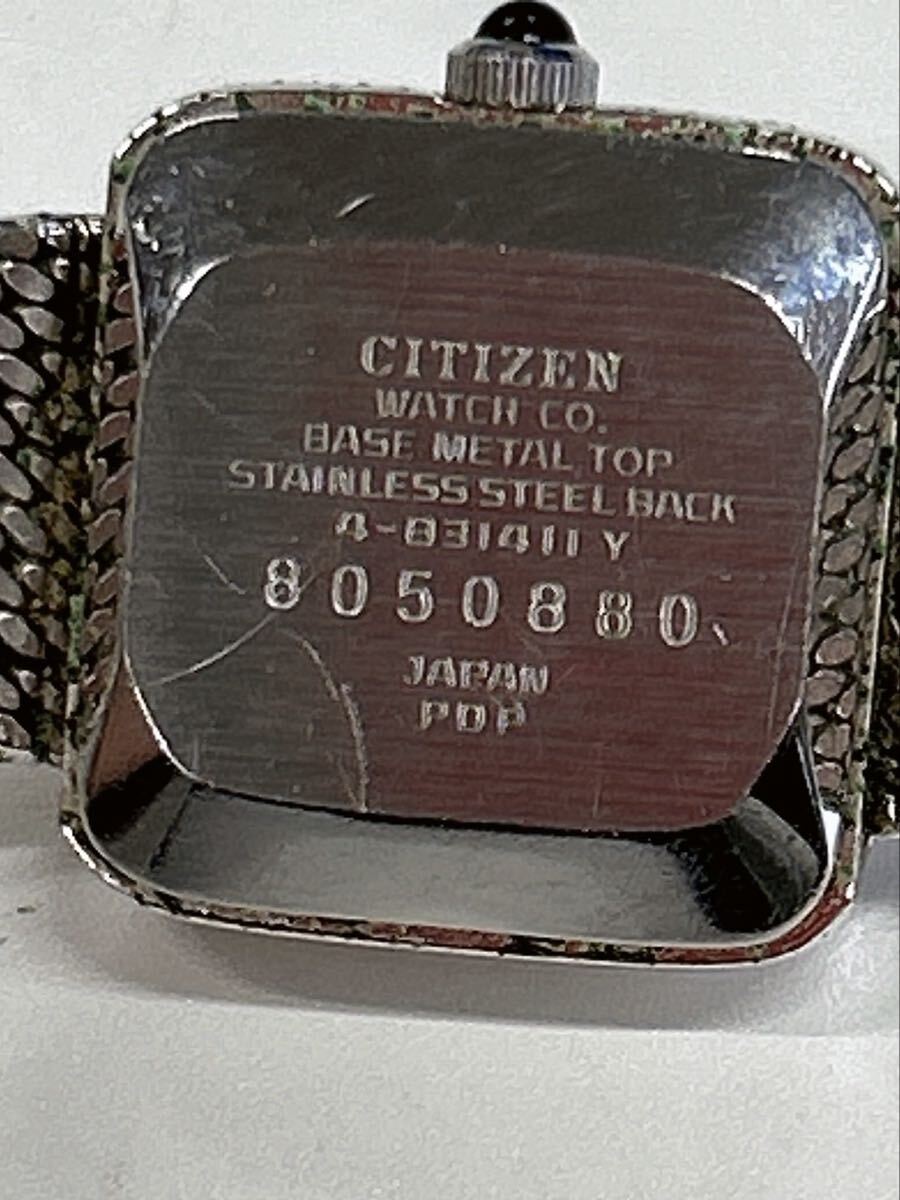 CITIZEN
WATCH CO.
BASE METAL TOP
STAINLESS STEEL BACK
4-831411 Y
8050880
JAPAN
PDP